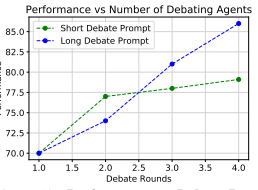 Performance vs Number of Debating Agents
Short Debate Prompt
Long Debate Prompt
85.0
82.5
80.0
77.5
75.0
72.5
70.0
1.0 1.5 2.0 2.5 3.0 3.5 4.0
Debate Rounds